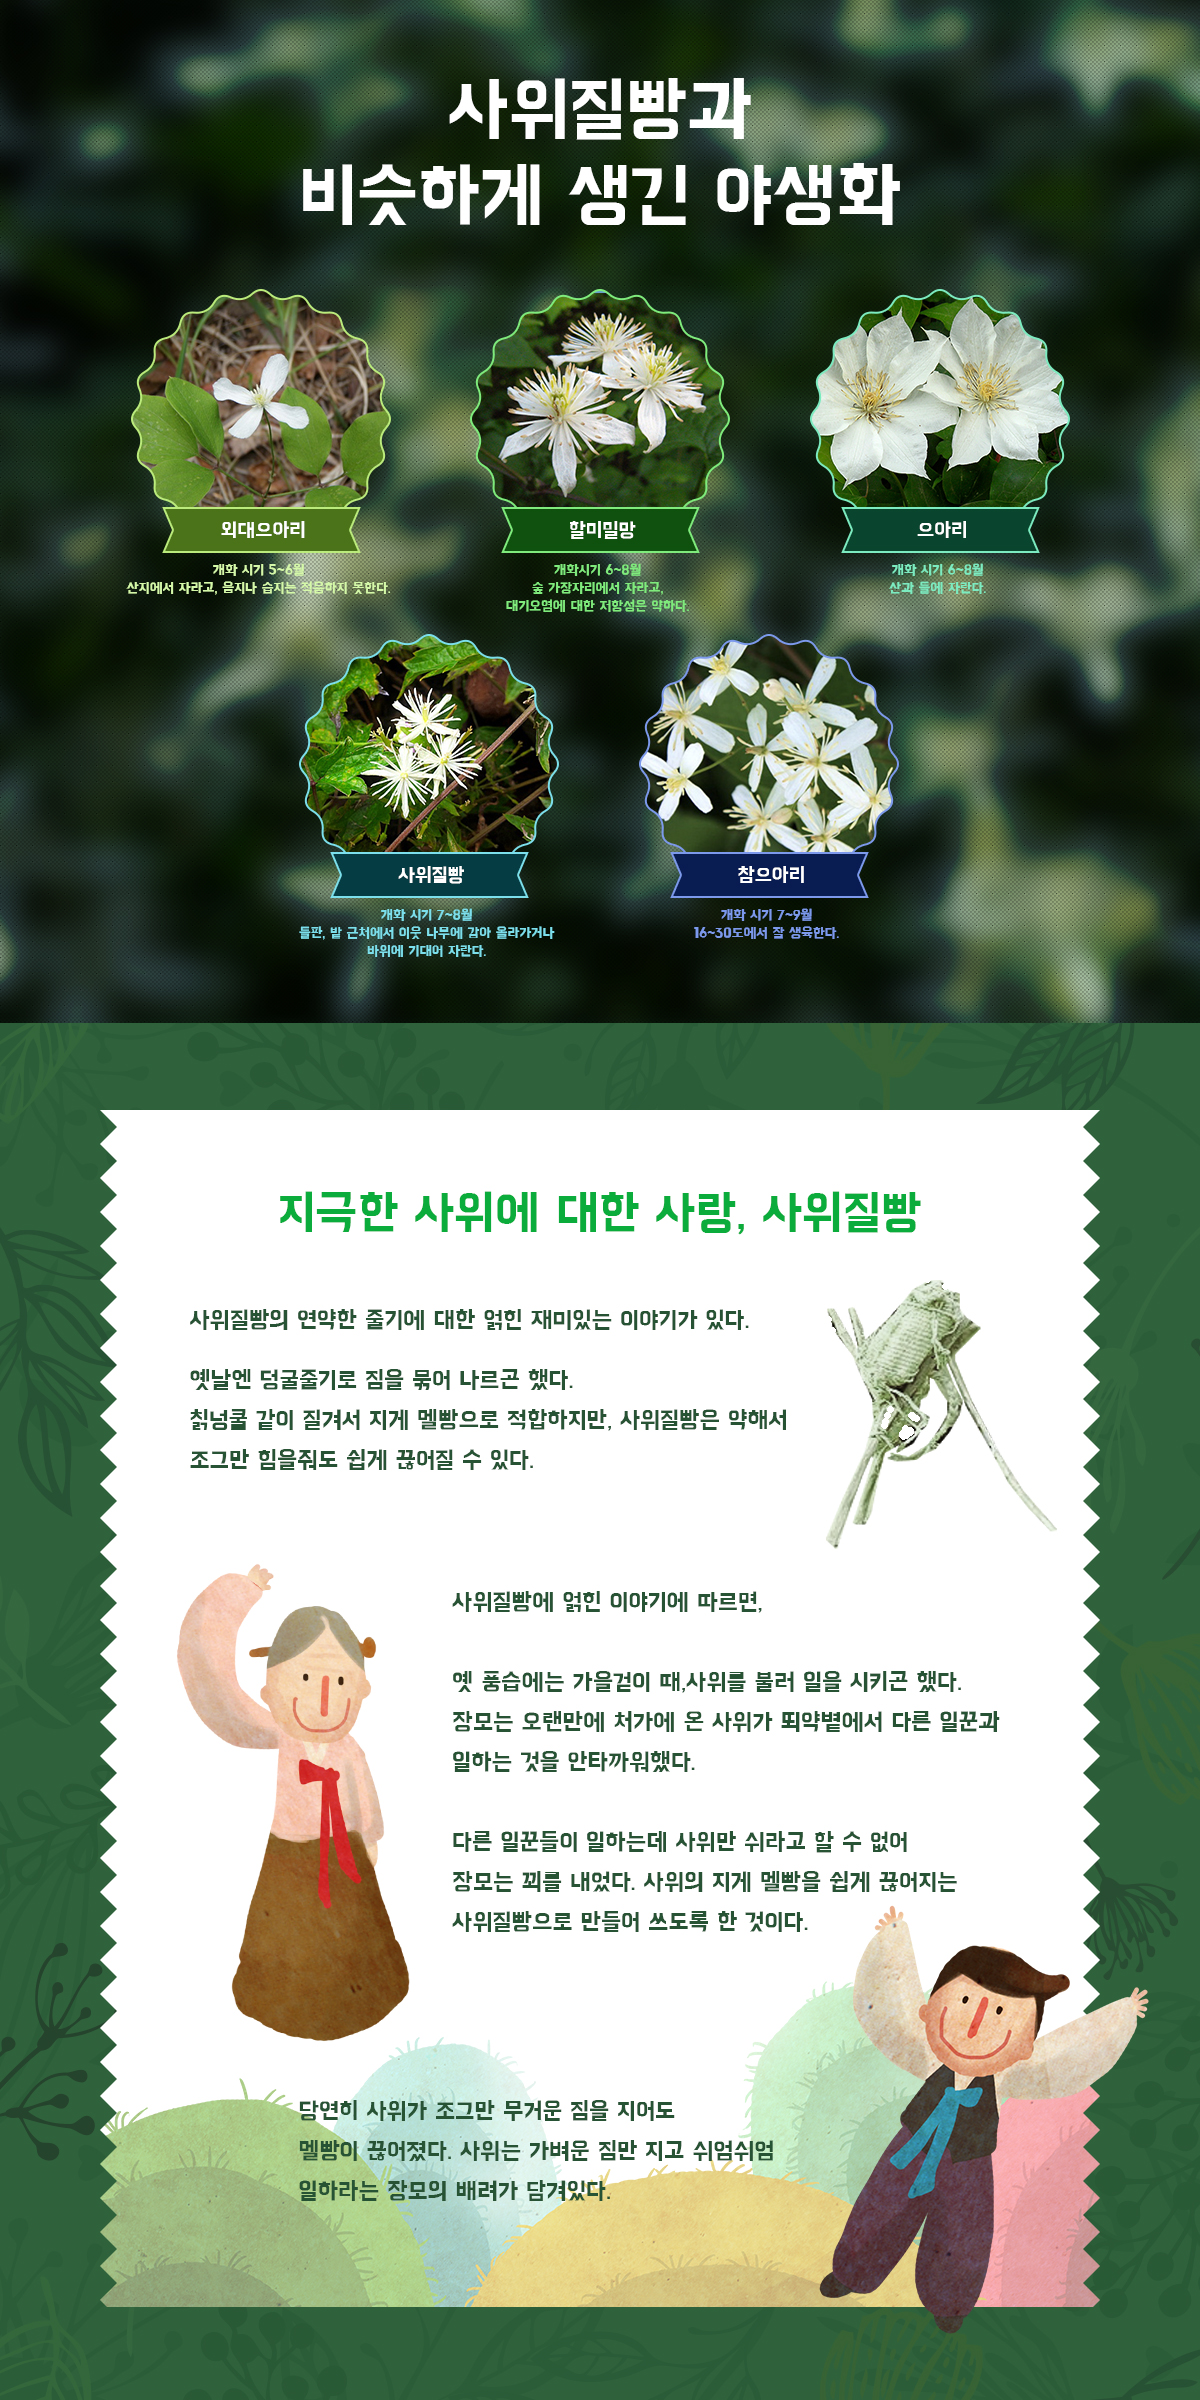 사위질빵과
비슷하게 생긴 야생화
외대으아리
개화 시기 5~6월
산지에서 자라고, 음지나 습지는 적응하지 못한다.
할미밀망
개화시기 6~8월
숲 가장자리에서 자라고,
대기오염에 대한 저항성은 약하다.
으아리
개화 시기 6~8월
산과 들에 자란다.
사위질빵
개화 시기 7~8월
들판, 밭 근처에서 이웃 나무에 감아 올라가거나
바위에 기대어 자란다.
참으아리
개화 시기 7~9월
16~30도에서 잘 생육한다.
지극한 사위에 대한 사랑, 사위질빵
사위질빵의 연약한 줄기에 대한 얽힌 재미있는 이야기가 있다.
옛날엔 덩굴줄기로 짐을 묶어 나르곤 했다.
칡넝쿨 같이 질겨서 지게 멜빵으로 적합하지만, 사위질빵은 약해서
조그만 힘을줘도 쉽게 끊어질 수 있다.
사위질빵에 얽힌 이야기에 따르면,
옛 풍습에는 가을걷이 때,사위를 불러 일을 시키곤 했다.
장모는 오랜만에 처가에 온 사위가 뙤약볕에서 다른 일꾼과
일하는 것을 안타까워했다.
다른 일꾼들이 일하는데 사위만 쉬라고 할 수 없어
장모는 꾀를 내었다. 사위의 지게 멜빵을 쉽게 끊어지는
사위질빵으로 만들어 쓰도록 한 것이다.
당연히 사위가 조그만 무거운 짐을 지어도
멜빵이 끊어졌다. 사위는 가벼운 짐만 지고 쉬엄쉬엄
일하라는 장모의 배려가 담겨있다.